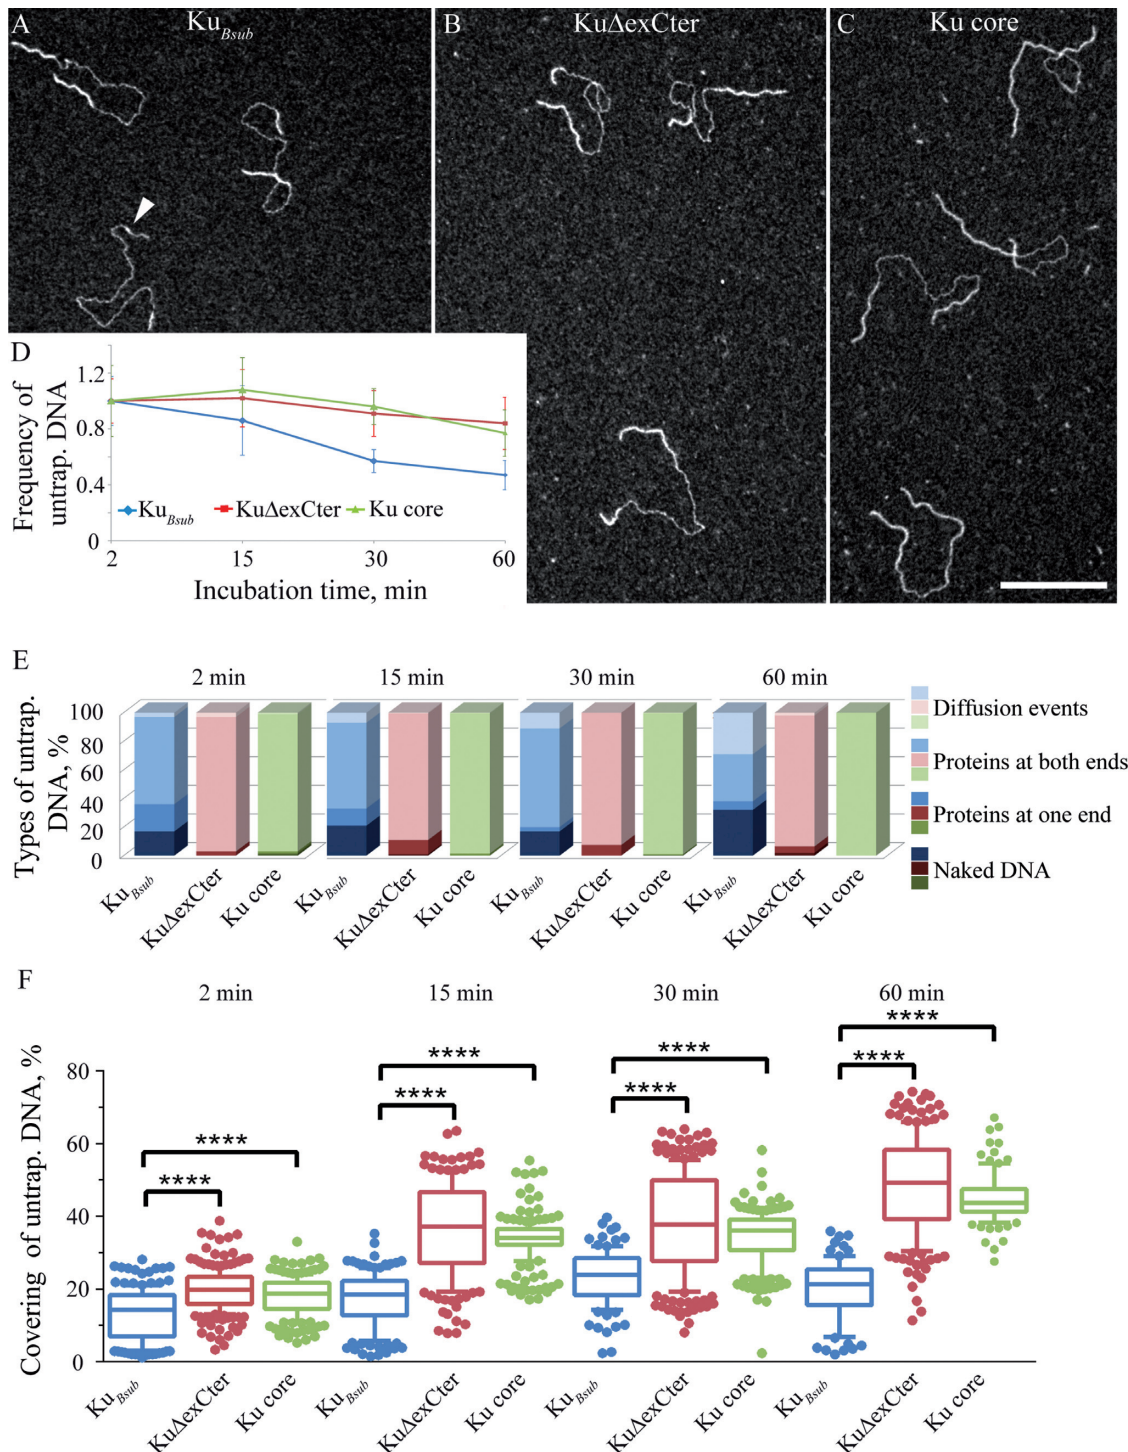 A Ku Bsub B KuΔexCter C Ku core
D
Frequency of
untrap. DNA
1.2
0.8
0.4
0
Ku Bsub KuΔexCter Ku core
2 15 30 60
Incubation time, min
E
2 min 15 min 30 min 60 min
Types of untrap.
DNA, %
100
80
60
40
20
0
Diffusion events
Proteins at both ends
Proteins at one end
Naked DNA
Ku Bsub KuΔexCter Ku core Ku Bsub KuΔexCter Ku core Ku Bsub KuΔexCter Ku core Ku Bsub KuΔexCter Ku core
F
2 min 15 min 30 min 60 min
Covering of untrap. DNA, %
80
60
40
20
0
**** **** **** **** **** **** **** ****
Ku Bsub KuΔexCter Ku core Ku Bsub KuΔexCter Ku core Ku Bsub KuΔexCter Ku core Ku Bsub KuΔexCter Ku core